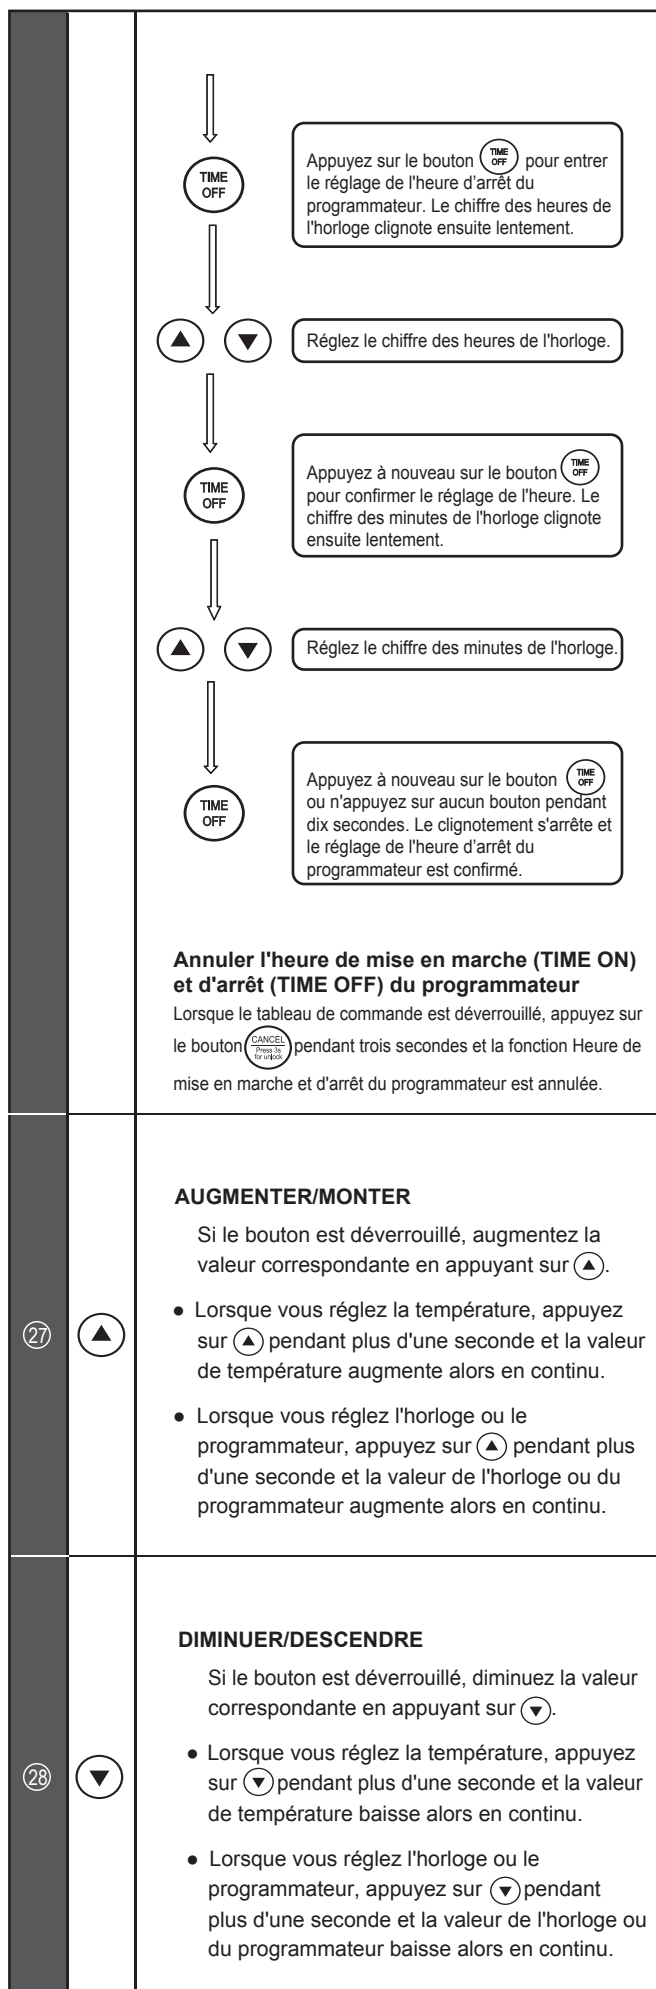 TIME
OFF
Appuyez sur le bouton TIME OFF pour entrer
le réglage de l'heure d'arrêt du
programmateur. Le chiffre des heures de
l'horloge clignote ensuite lentement.
▲ ▼ Réglez le chiffre des heures de l'horloge.
TIME
OFF
Appuyez à nouveau sur le bouton TIME OFF
pour confirmer le réglage de l'heure. Le
chiffre des minutes de l'horloge clignote
ensuite lentement.
▲ ▼ Réglez le chiffre des minutes de l'horloge.
TIME
OFF
Appuyez à nouveau sur le bouton TIME OFF
ou n'appuyez sur aucun bouton pendant
dix secondes. Le clignotement s'arrête et
le réglage de l'heure d'arrêt du
programmateur est confirmé.
Annuler l'heure de mise en marche (TIME ON)
et d'arrêt (TIME OFF) du programmateur
Lorsque le tableau de commande est déverrouillé, appuyez sur
le bouton CANCEL Press 3s for unlock pendant trois secondes et la fonction Heure de
mise en marche et d'arrêt du programmateur est annulée.
㉗ ▲
AUGMENTER/MONTER
Si le bouton est déverrouillé, augmentez la
valeur correspondante en appuyant sur ▲.
● Lorsque vous réglez la température, appuyez
sur ▲ pendant plus d'une seconde et la valeur
de température augmente alors en continu.
● Lorsque vous réglez l'horloge ou le
programmateur, appuyez sur ▲ pendant plus
d'une seconde et la valeur de l'horloge ou du
programmateur augmente alors en continu.
㉘ ▼
DIMINUER/DESCENDRE
Si le bouton est déverrouillé, diminuez la valeur
correspondante en appuyant sur ▼.
● Lorsque vous réglez la température, appuyez
sur ▼ pendant plus d'une seconde et la valeur
de température baisse alors en continu.
● Lorsque vous réglez l'horloge ou le
programmateur, appuyez sur ▼ pendant
plus d'une seconde et la valeur de l'horloge ou
du programmateur baisse alors en continu.